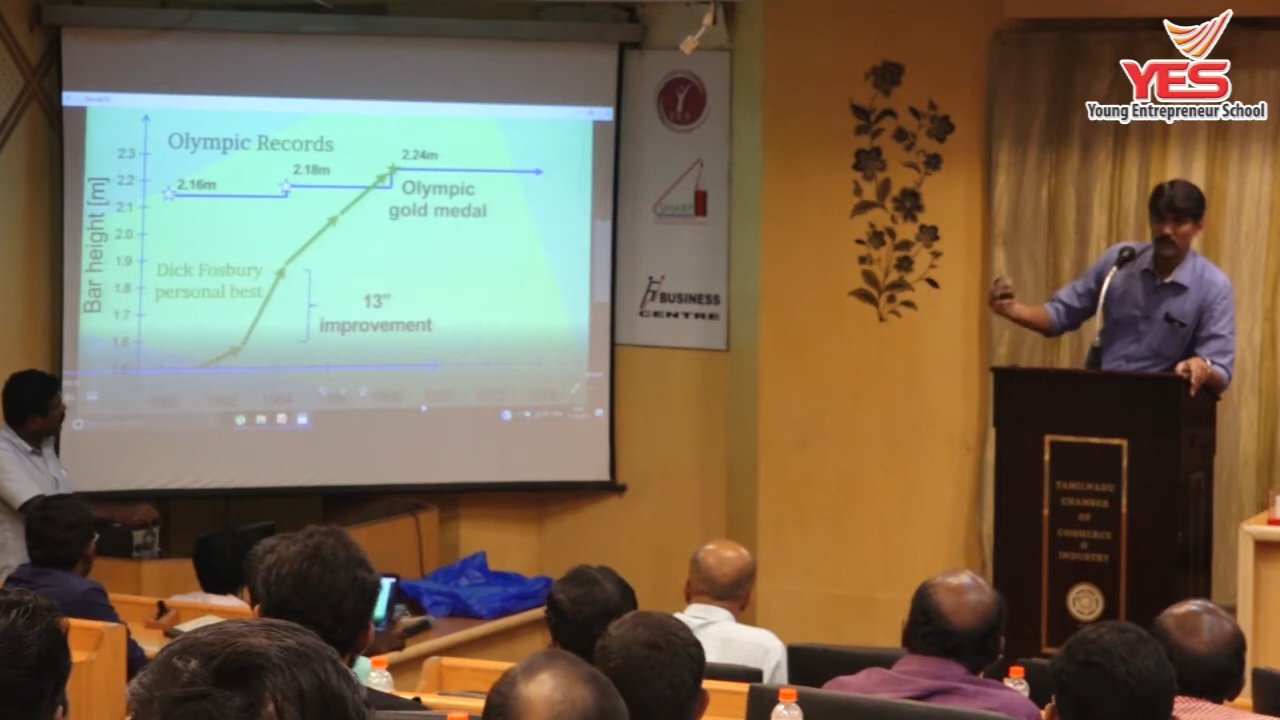 YES
Young Entrepreneur School
Olympic Records
2.3
2.2
2.1
2.0
1.9
1.8
1.7
1.6
Bar height [m]
2.16m
2.18m
2.24m
Olympic
gold medal
Dick Fosbury
personal best
13”
improvement
BUSINESS
CENTRE
TAMILNADU
CHAMBER
OF
COMMERCE
&
INDUSTRY